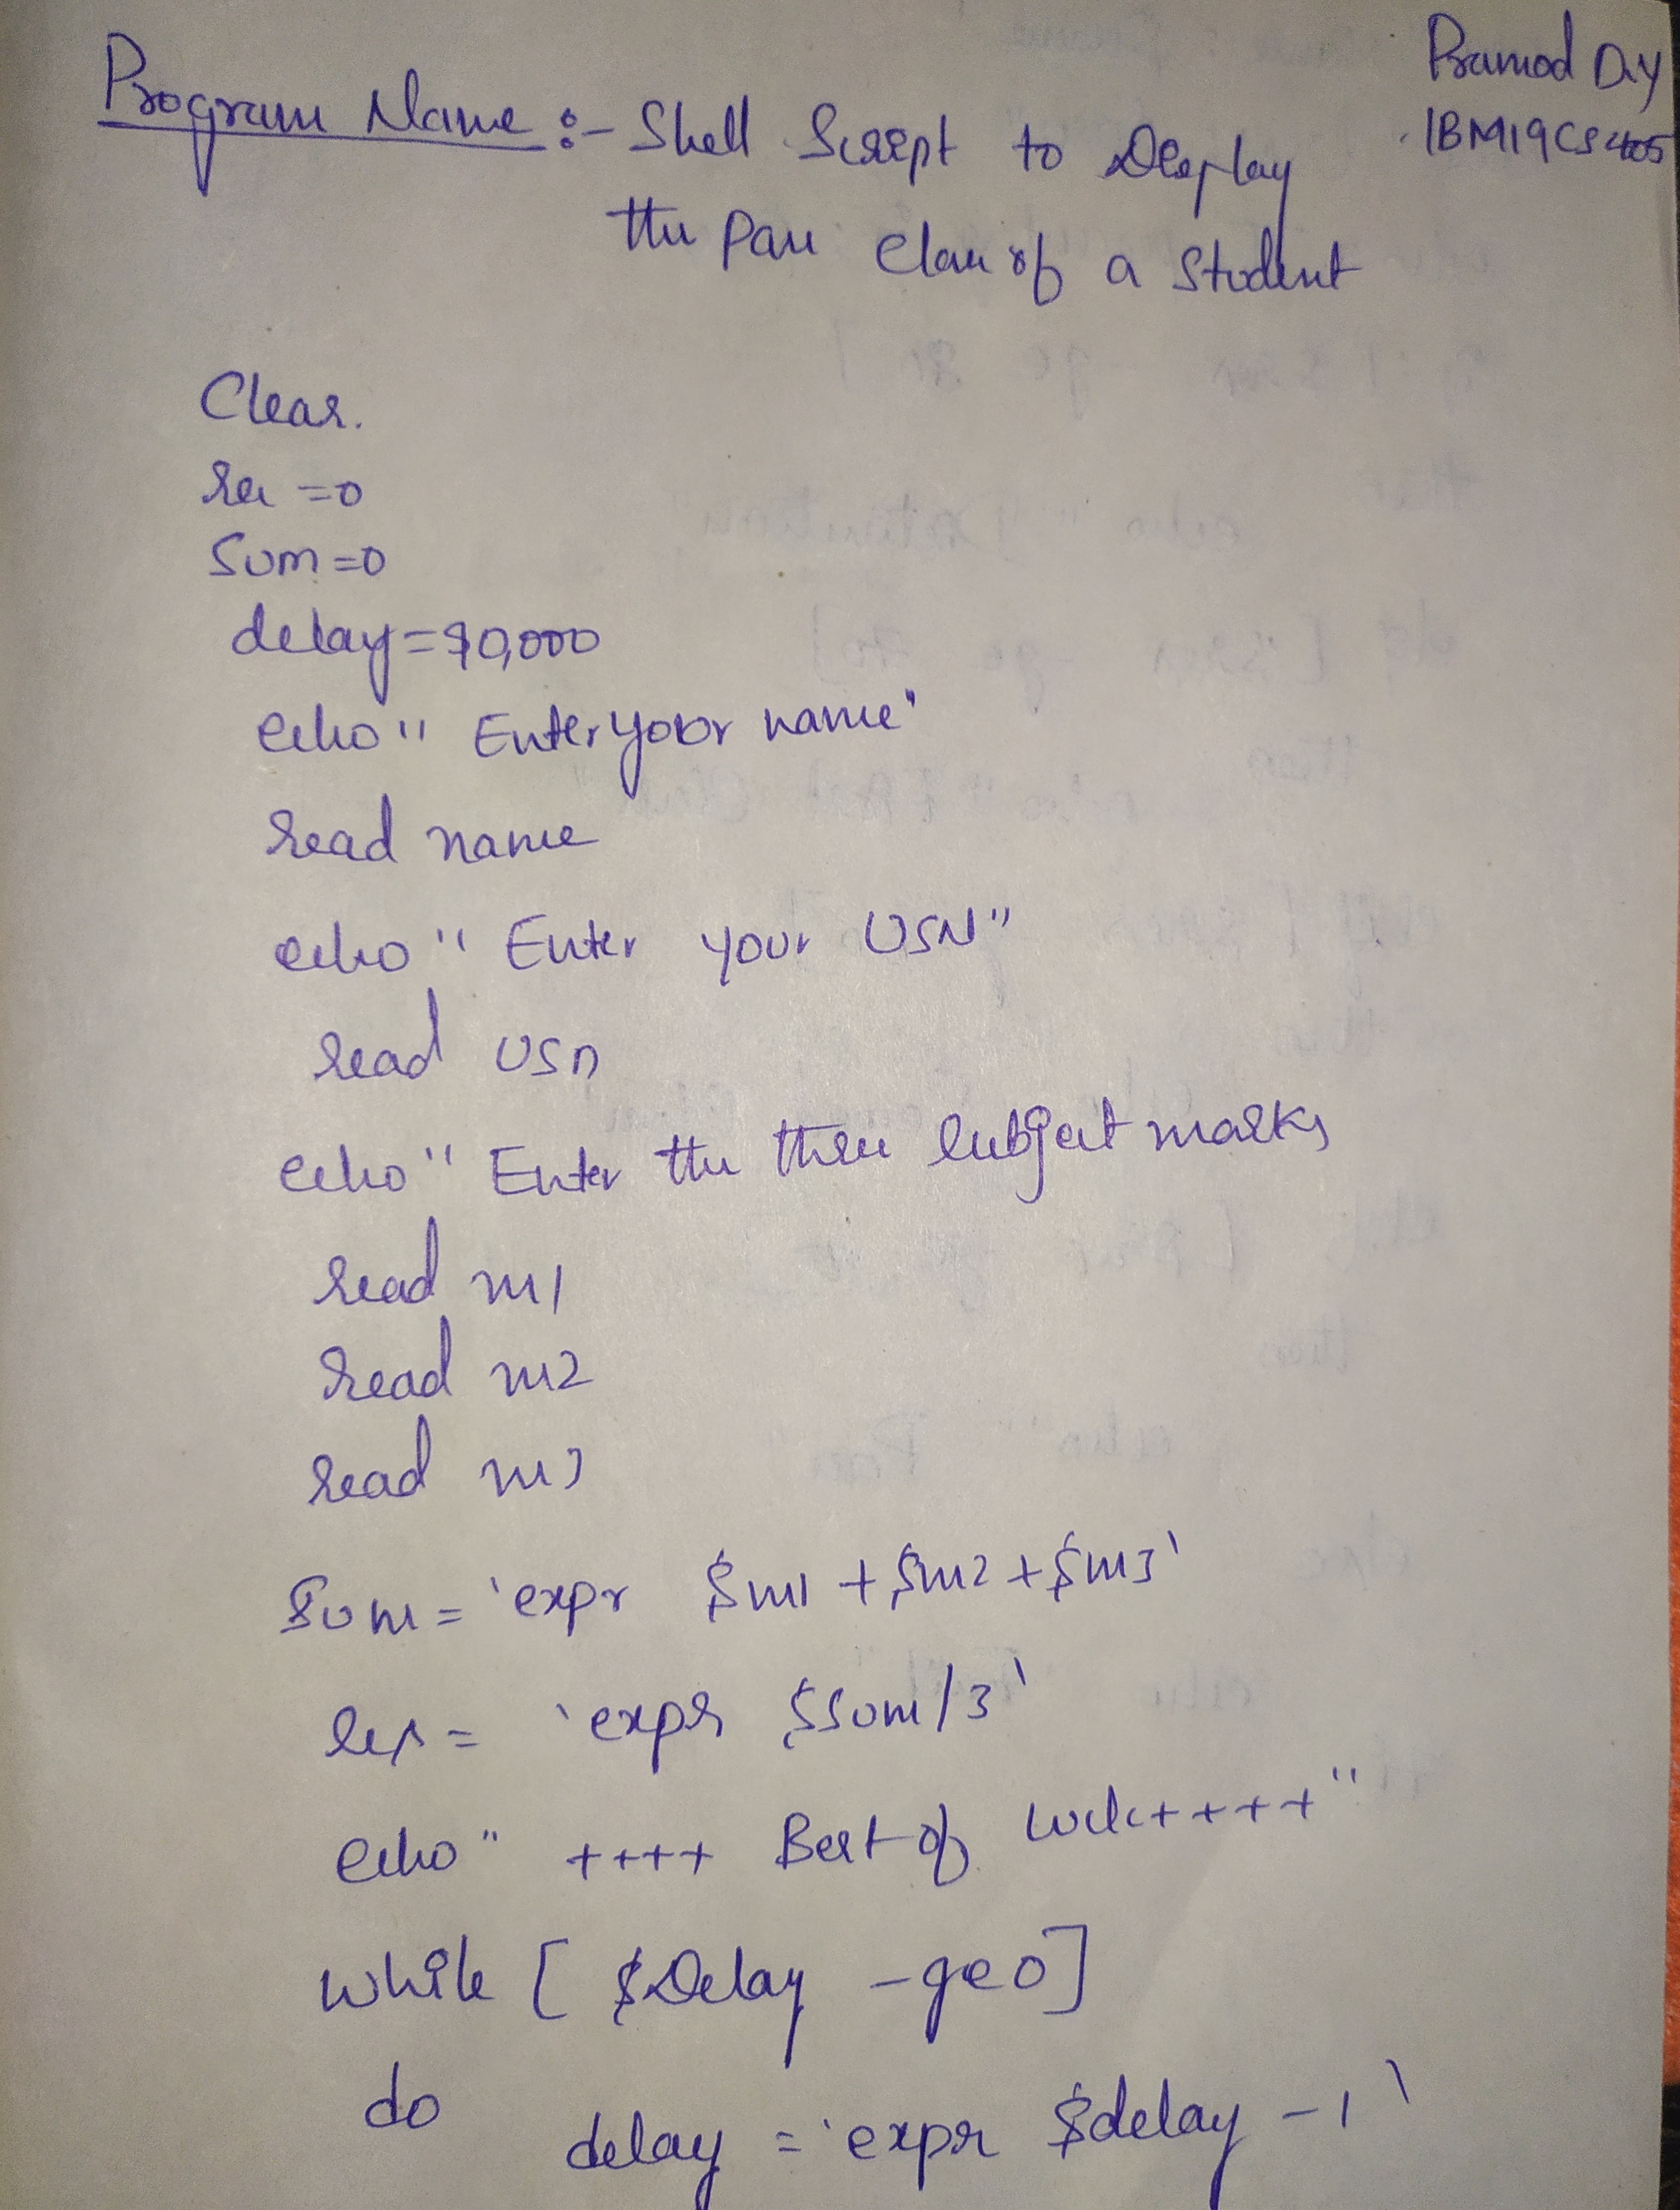 Pramod D.y
1BM19CS405
Program Name :- Shell Script to Display
the Pass Class of a Student
Clear.
res =0
Sum=0
delay=90,000
echo " Enter your name"
read name
echo " Enter your USN"
read USn
echo " Enter the three subject marks
read m1
read m2
read m3
Sum = `expr $m1 + $m2 + $m3`
res = `expr $sum/3`
echo " ++++ Best of luck++++"
while [ $Delay -ge 0]
do
delay = `expr $delay -1`